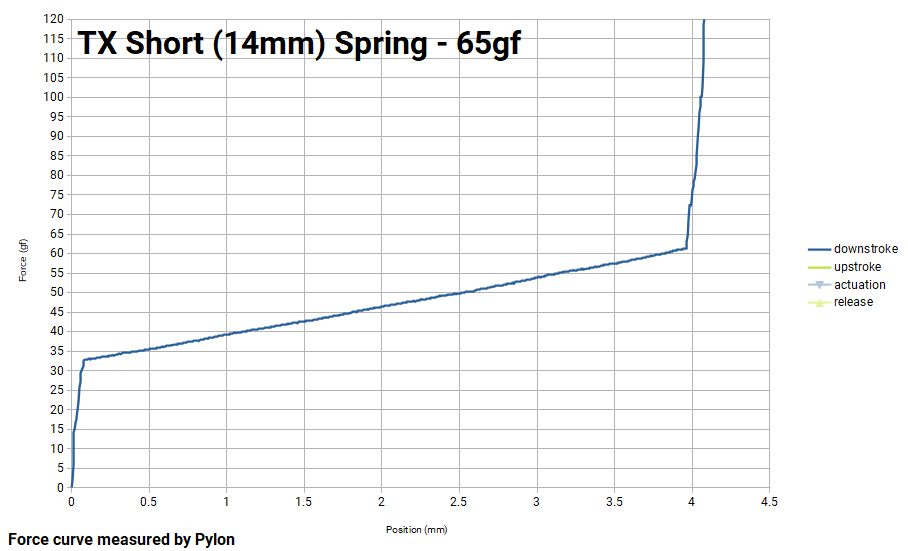 TX Short (14mm) Spring - 65gf
120
115
110
105
100
95
90
85
80
75
70
65
60
55
50
45
40
35
30
25
20
15
10
5
0
Force (gf)
0 0.5 1 1.5 2 2.5 3 3.5 4 4.5
Position (mm)
downstroke
upstroke
actuation
release
Force curve measured by Pylon